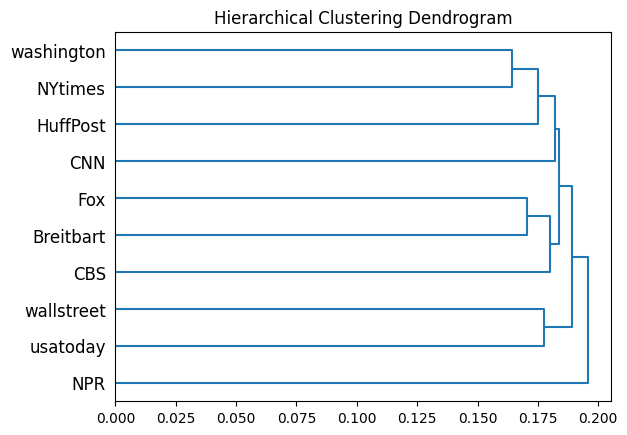 Hierarchical Clustering Dendrogram
washington
NYtimes
HuffPost
CNN
Fox
Breitbart
CBS
wallstreet
usatoday
NPR
0.000 0.025 0.050 0.075 0.100 0.125 0.150 0.175 0.200